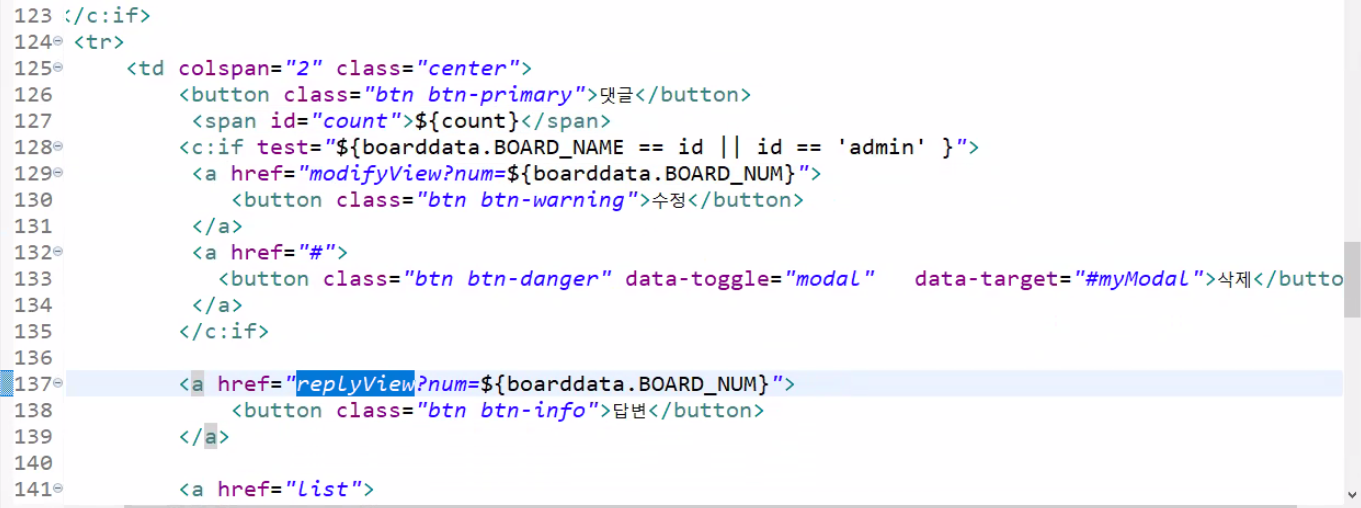 123 </c:if>
124 <tr>
125 <td colspan="2" class="center">
126 <button class="btn btn-primary">댓글</button>
127 <span id="count">${count}</span>
128 <c:if test="${boarddata.BOARD_NAME == id || id == 'admin' }">
129 <a href="modifyView?num=${boarddata.BOARD_NUM}">
130 <button class="btn btn-warning">수정</button>
131 </a>
132 <a href="#">
133 <button class="btn btn-danger" data-toggle="modal" data-target="#myModal">삭제</butto
134 </a>
135 </c:if>
136
137 <a href="replyView?num=${boarddata.BOARD_NUM}">
138 <button class="btn btn-info">답변</button>
139 </a>
140
141 <a href="list">